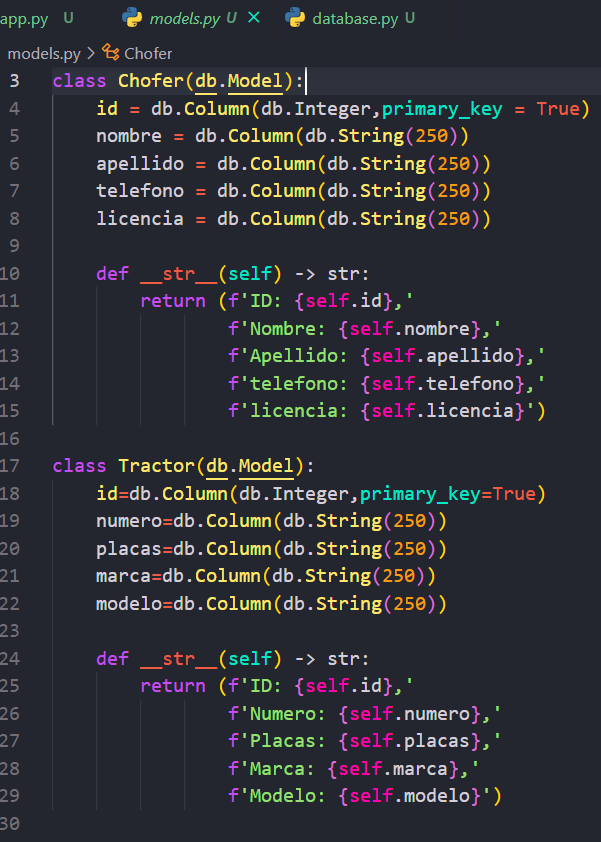 app.py U models.py U × database.py U
models.py > Chofer
3 class Chofer(db.Model):
4     id = db.Column(db.Integer,primary_key = True)
5     nombre = db.Column(db.String(250))
6     apellido = db.Column(db.String(250))
7     telefono = db.Column(db.String(250))
8     licencia = db.Column(db.String(250))
9
10     def __str__(self) -> str:
11         return (f'ID: {self.id},'
12                 f'Nombre: {self.nombre},'
13                 f'Apellido: {self.apellido},'
14                 f'telefono: {self.telefono},'
15                 f'licencia: {self.licencia}')
16
17 class Tractor(db.Model):
18     id=db.Column(db.Integer,primary_key=True)
19     numero=db.Column(db.String(250))
20     placas=db.Column(db.String(250))
21     marca=db.Column(db.String(250))
22     modelo=db.Column(db.String(250))
23
24     def __str__(self) -> str:
25         return (f'ID: {self.id},'
26                 f'Numero: {self.numero},'
27                 f'Placas: {self.placas},'
28                 f'Marca: {self.marca},'
29                 f'Modelo: {self.modelo}')
30